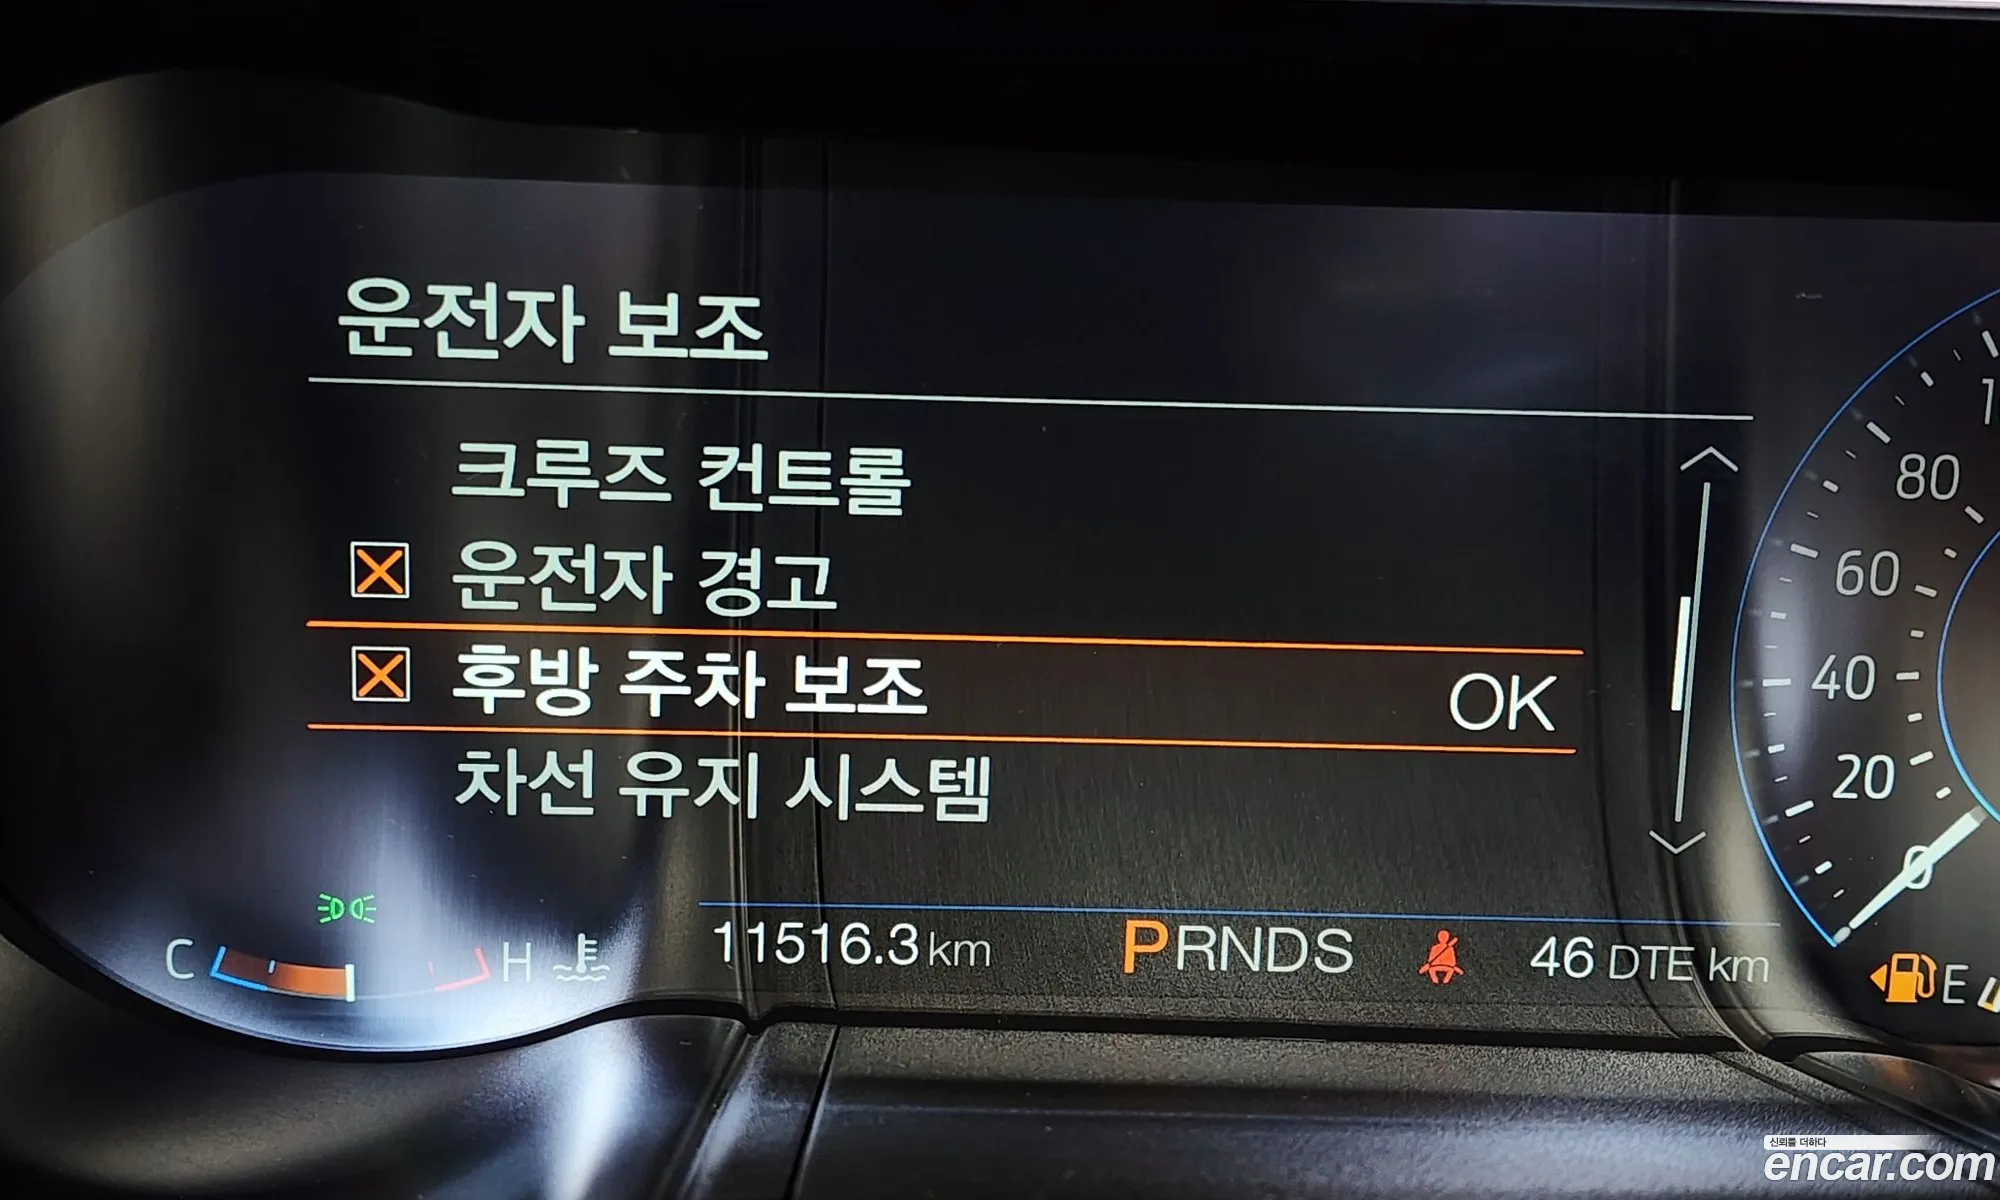 운전자 보조
크루즈 컨트롤
운전자 경고
후방 주차 보조 OK
차선 유지 시스템
80
60
40
20
0
C H
11516.3 km PRNDS 46 DTE km
E
신뢰를 더하다
encar.com